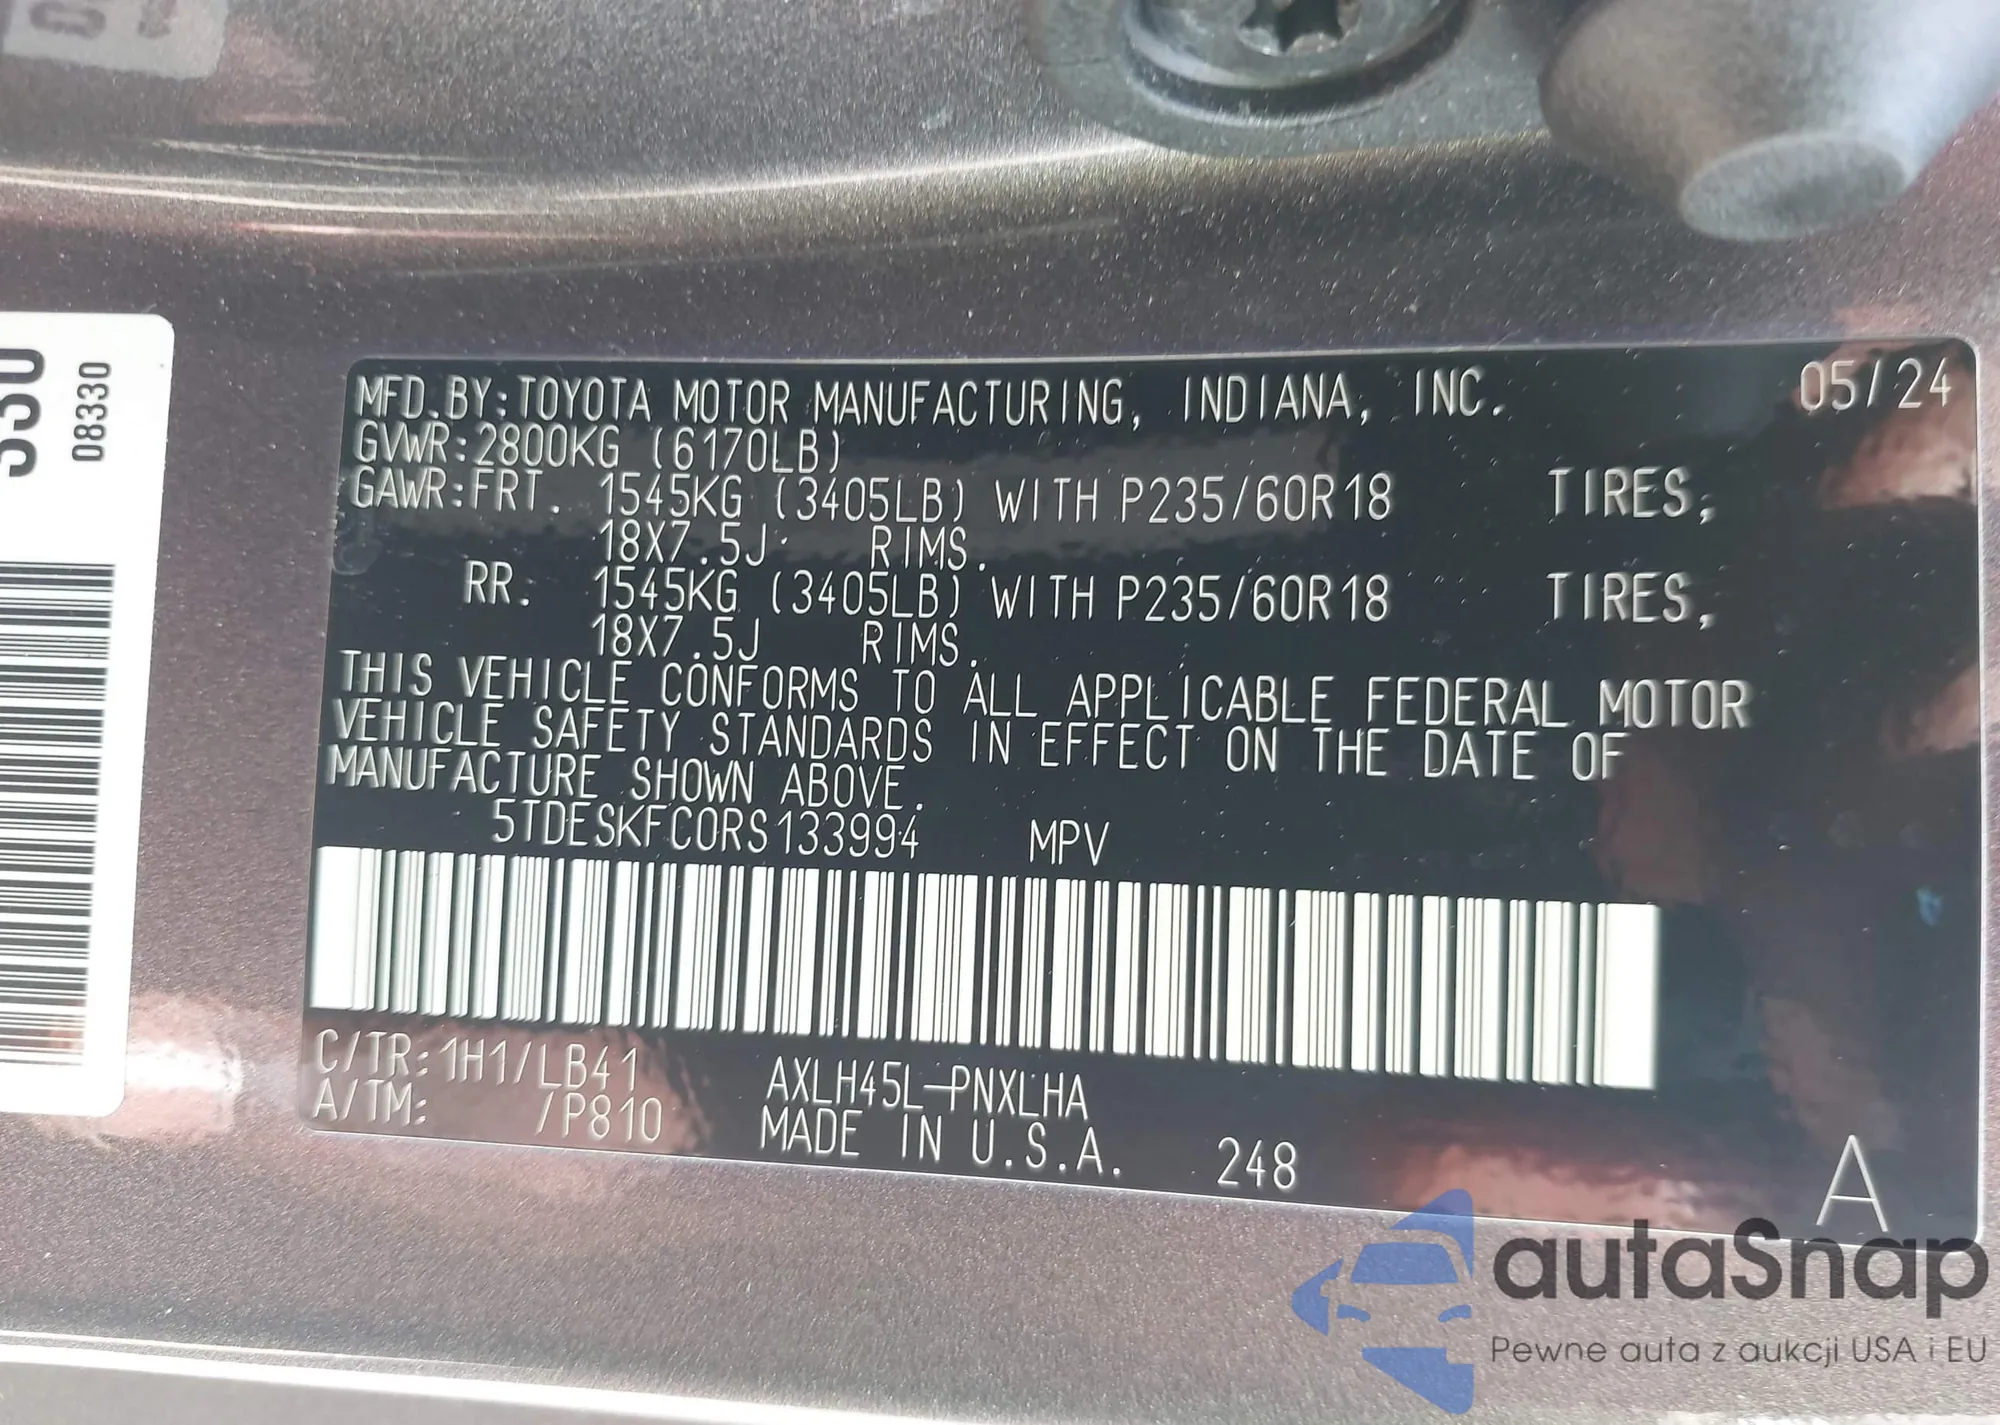 330
08330
MFD. BY: TOYOTA MOTOR MANUFACTURING, INDIANA, INC. 05/24
GVWR: 2800KG (6170LB)
GAWR: FRT. 1545KG (3405LB) WITH P235/60R18 TIRES,
18X7.5J RIMS.
RR. 1545KG (3405LB) WITH P235/60R18 TIRES,
18X7.5J RIMS.
THIS VEHICLE CONFORMS TO ALL APPLICABLE FEDERAL MOTOR
VEHICLE SAFETY STANDARDS IN EFFECT ON THE DATE OF
MANUFACTURE SHOWN ABOVE.
5TDESKFC0RS133994 MPV
C/TR: 1H1/LB41 AXLH45L-PNXLHA
A/TM: /P810 MADE IN U.S.A. 248
A
autaSnap
Pewne auta z aukcji USA i EU